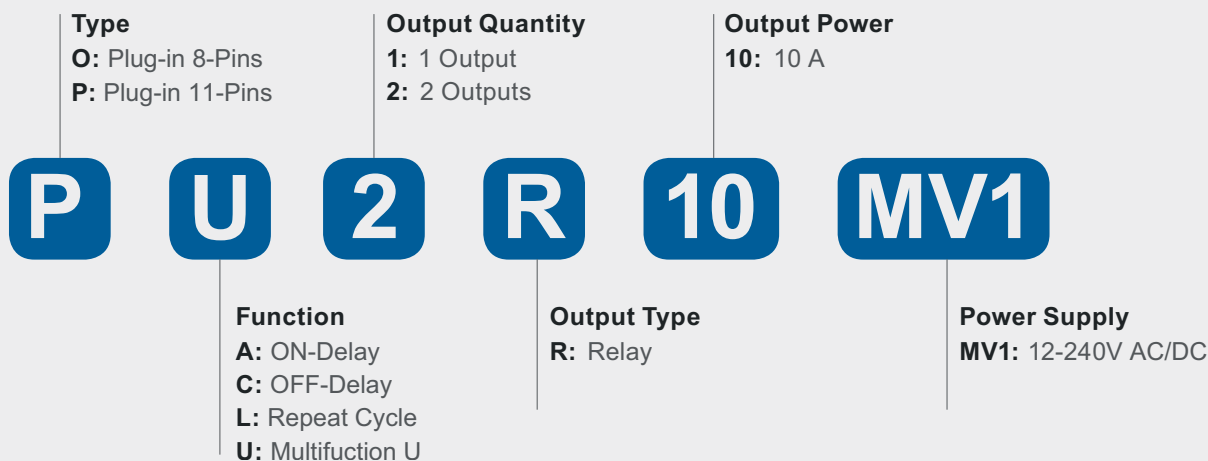 Type
O: Plug-in 8-Pins
P: Plug-in 11-Pins
Output Quantity
1: 1 Output
2: 2 Outputs
Output Power
10: 10 A
P U 2 R 10 MV1
Function
A: ON-Delay
C: OFF-Delay
L: Repeat Cycle
U: Multifuction U
Output Type
R: Relay
Power Supply
MV1: 12-240V AC/DC